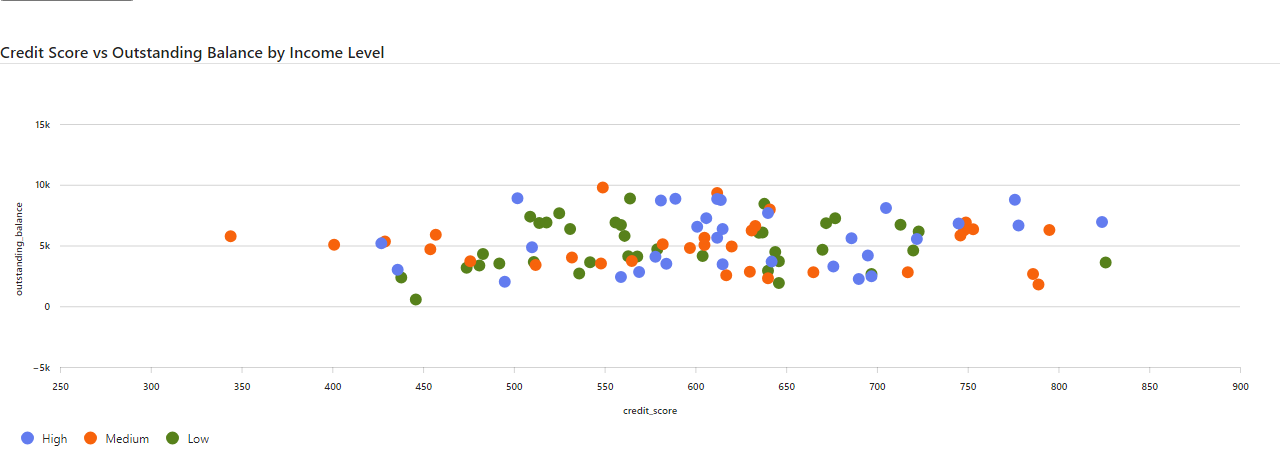 Credit Score vs Outstanding Balance by Income Level
15k
10k
5k
0
−5k
outstanding_balance
250 300 350 400 450 500 550 600 650 700 750 800 850 900
credit_score
High Medium Low